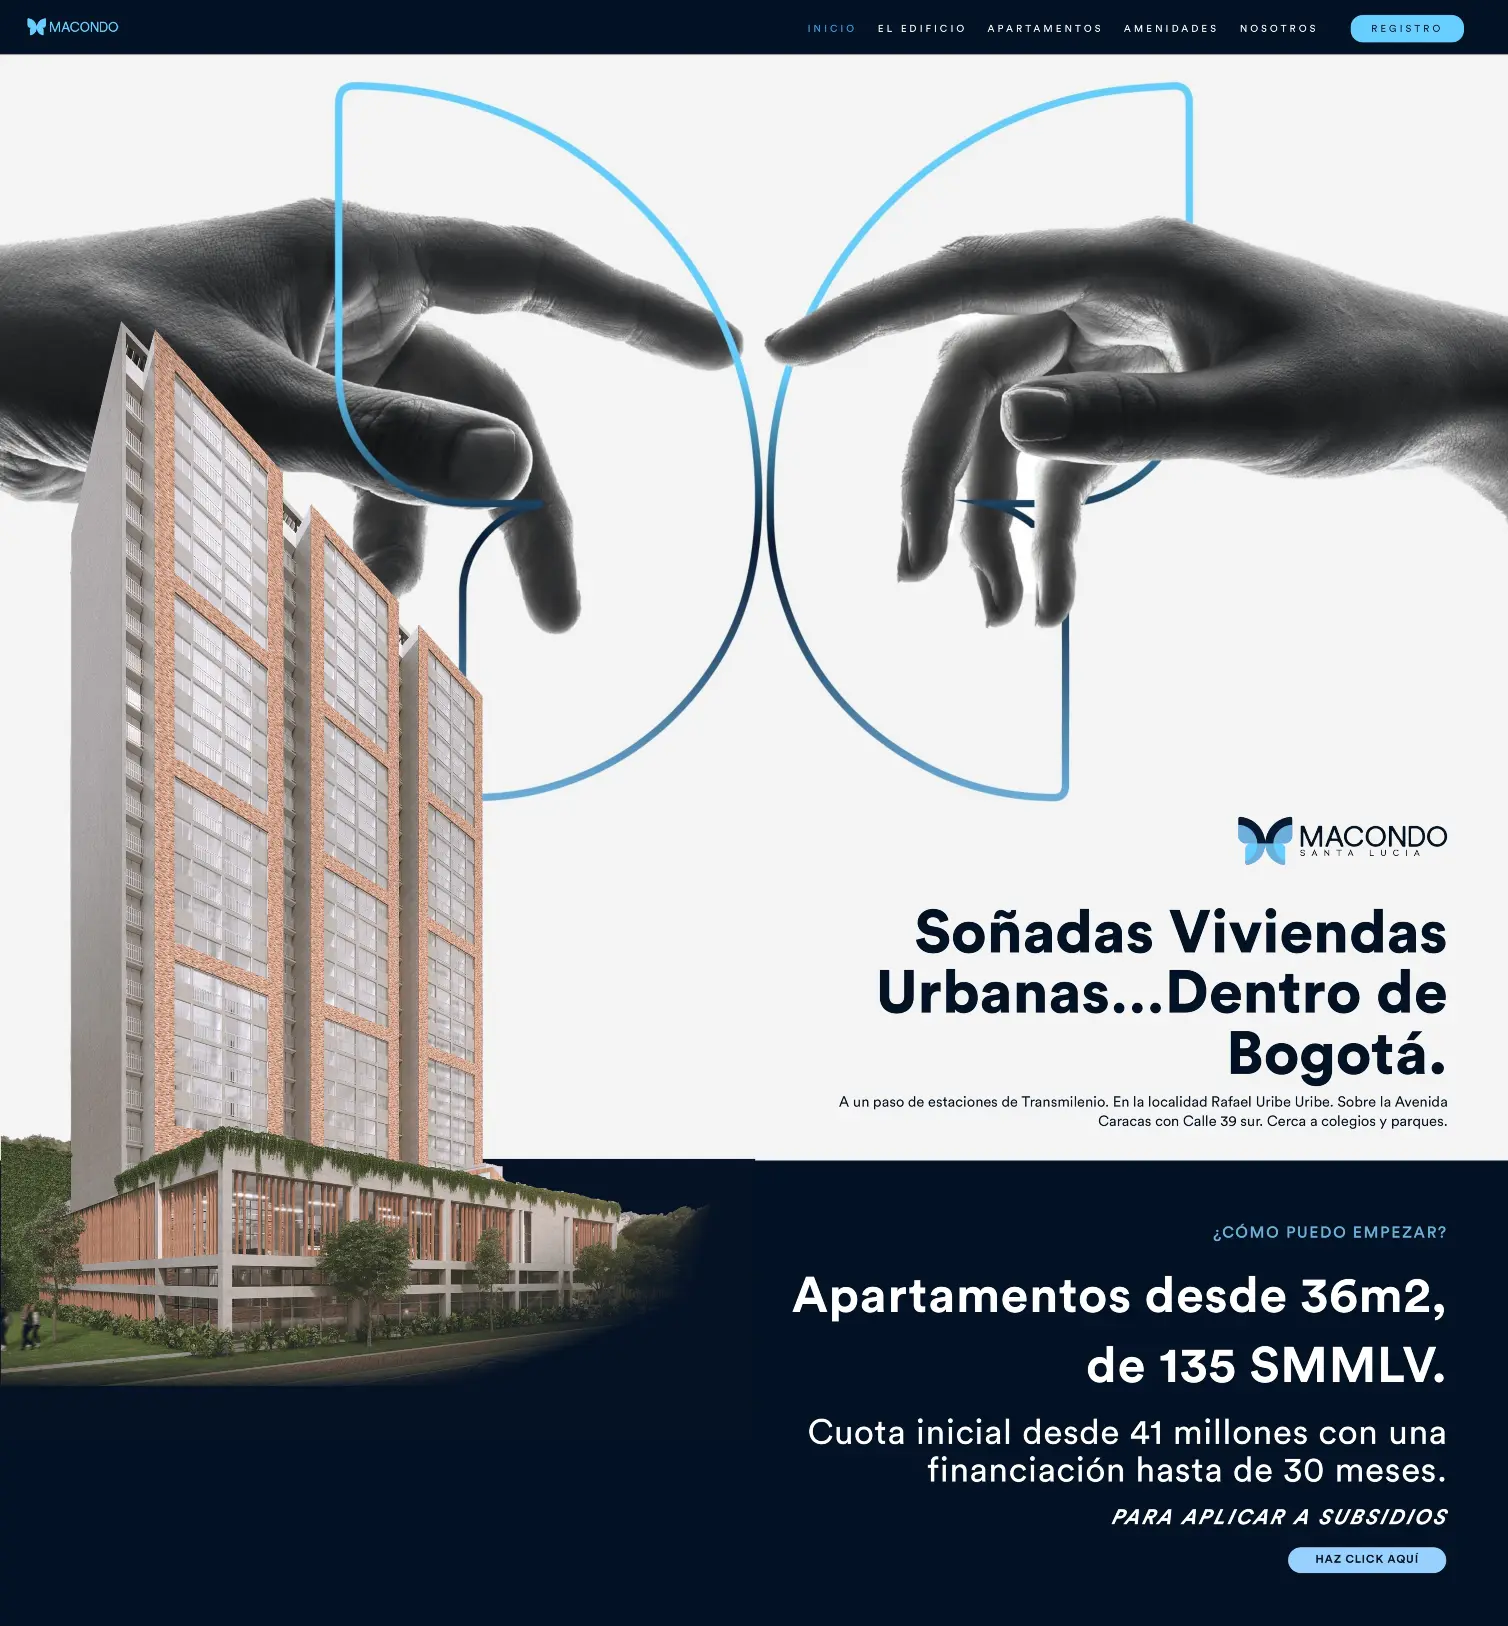 MACONDO
INICIO
EL EDIFICIO
APARTAMENTOS
AMENIDADES
NOSOTROS
REGISTRO
MACONDO
SANTA LUCIA
Soñadas Viviendas
Urbanas...Dentro de
Bogotá.
A un paso de estaciones de Transmilenio. En la localidad Rafael Uribe Uribe. Sobre la Avenida
Caracas con Calle 39 sur. Cerca a colegios y parques.
¿CÓMO PUEDO EMPEZAR?
Apartamentos desde 36m2,
de 135 SMMLV.
Cuota inicial desde 41 millones con una
financiación hasta de 30 meses.
PARA APLICAR A SUBSIDIOS
HAZ CLICK AQUÍ